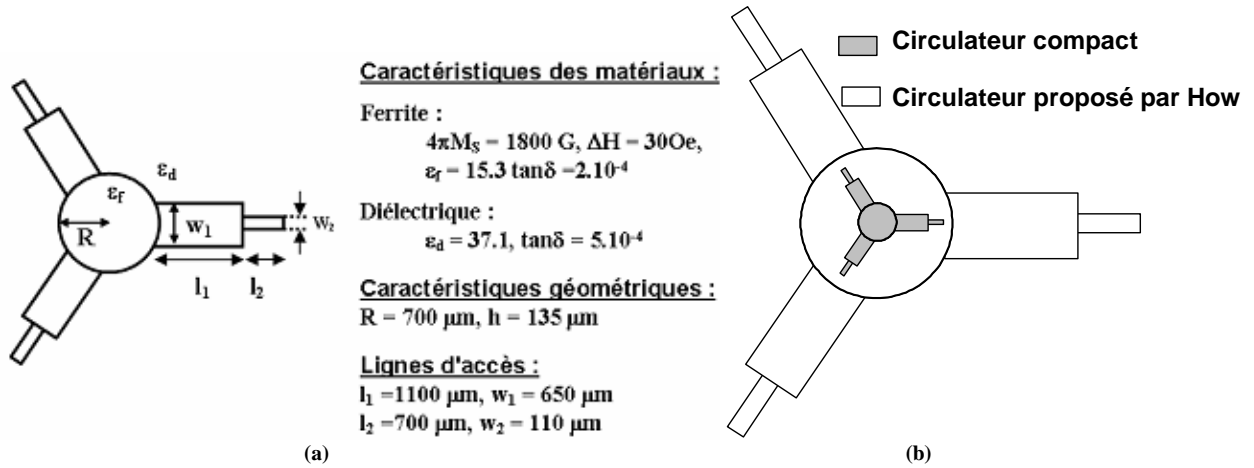 εf
εd
R
w1
w2
l1
l2
(a)
Caractéristiques des matériaux :
Ferrite :
4πMS = 1800 G, ΔH = 30Oe,
εf = 15.3 tanδ =2.10-4
Diélectrique :
εd = 37.1, tanδ = 5.10-4
Caractéristiques géométriques :
R = 700 μm, h = 135 μm
Lignes d'accès :
l1 =1100 μm, w1 = 650 μm
l2 =700 μm, w2 = 110 μm
Circulateur compact
Circulateur proposé par How
(b)